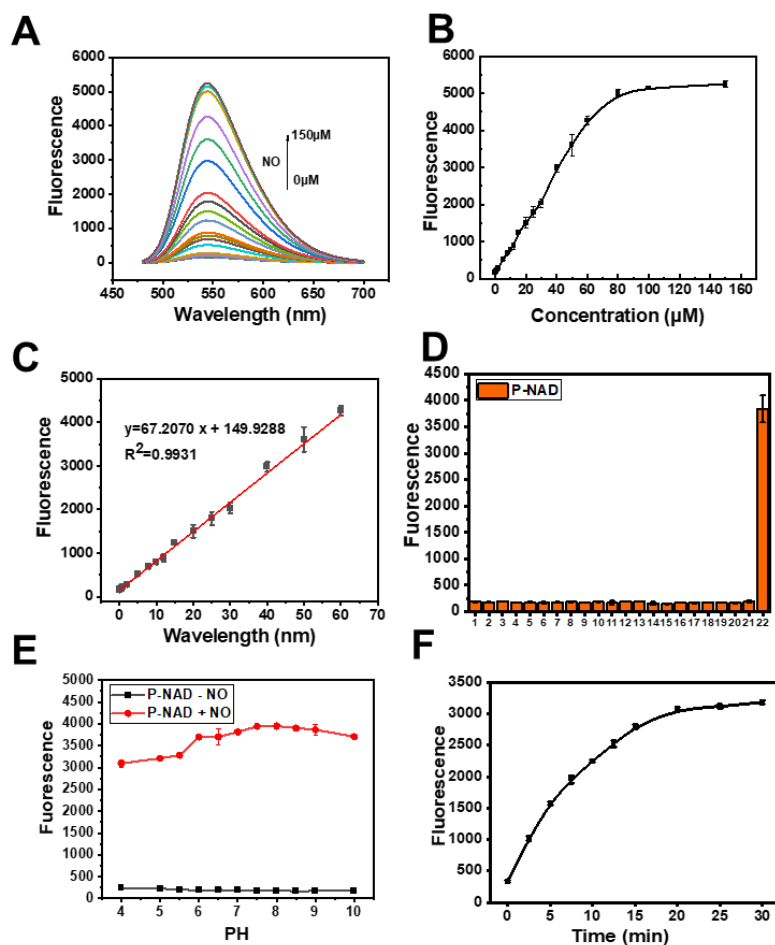 A
Fluorescence
6000
5000
4000
3000
2000
1000
0
NO
150μM
0μM
450 500 550 600 650 700
Wavelength (nm)
B
Fluorescence
6000
5000
4000
3000
2000
1000
0
0 20 40 60 80 100 120 140 160
Concentration (μM)
C
Fluorescence
5000
4000
3000
2000
1000
0
y=67.2070 x + 149.9288
R²=0.9931
0 10 20 30 40 50 60 70
Wavelength (nm)
D
Fluorescence
4500
4000
3500
3000
2500
2000
1500
1000
500
0
P-NAD
1 2 3 4 5 6 7 8 9 10 11 12 13 14 15 16 17 18 19 20 21 22
E
Fuorescence
5000
4500
4000
3500
3000
2500
2000
1500
1000
500
0
P-NAD - NO
P-NAD + NO
4 5 6 7 8 9 10
PH
F
Fluorescence
3500
3000
2500
2000
1500
1000
500
0
0 5 10 15 20 25 30
Time (min)